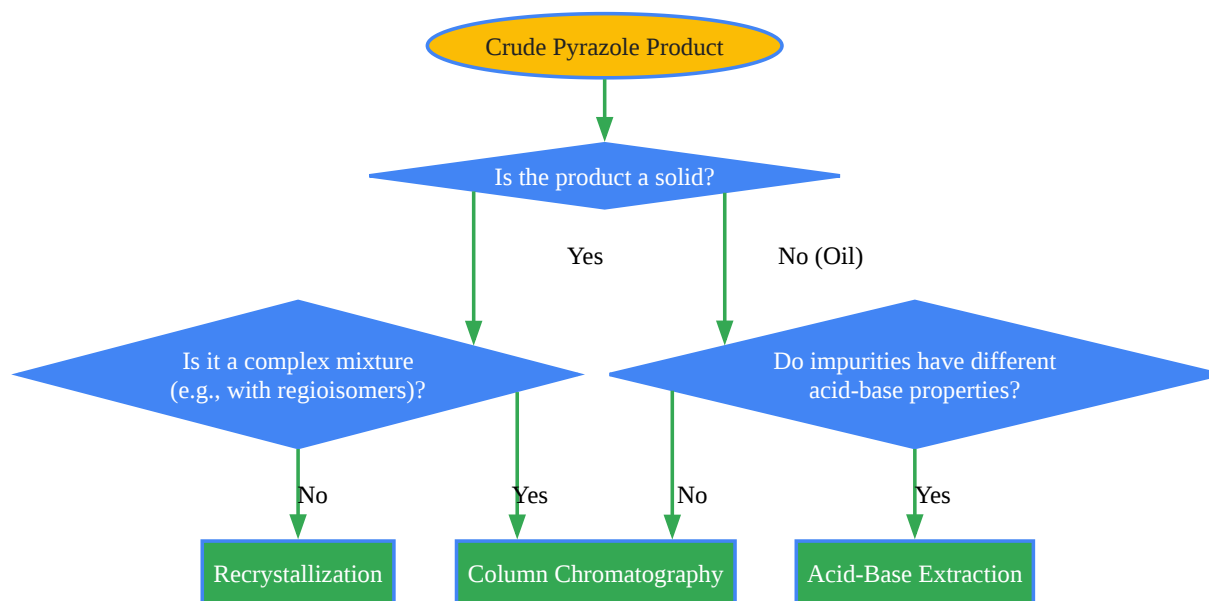 Crude Pyrazole Product
Is the product a solid?
Yes
No (Oil)
Is it a complex mixture
(e.g., with regioisomers)?
Do impurities have different
acid-base properties?
No
Yes
No
Yes
Recrystallization
Column Chromatography
Acid-Base Extraction